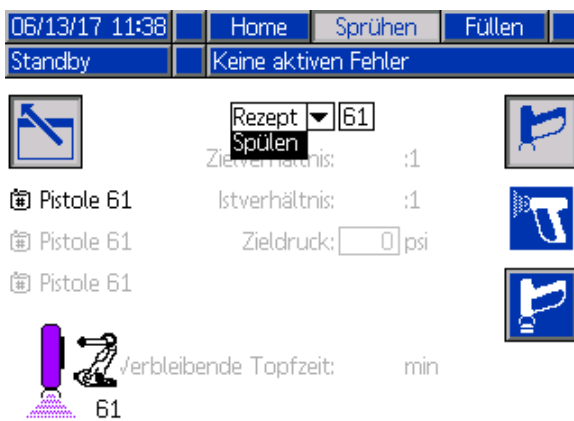 06/13/17 11:38 Home Sprühen Füllen
Standby Keine aktiven Fehler
Rezept 61
Spülen
Zielverhältnis: :1
Pistole 61 Istverhältnis: :1
Pistole 61 Zieldruck: 0 psi
Pistole 61
Verbleibende Topfzeit: min
61